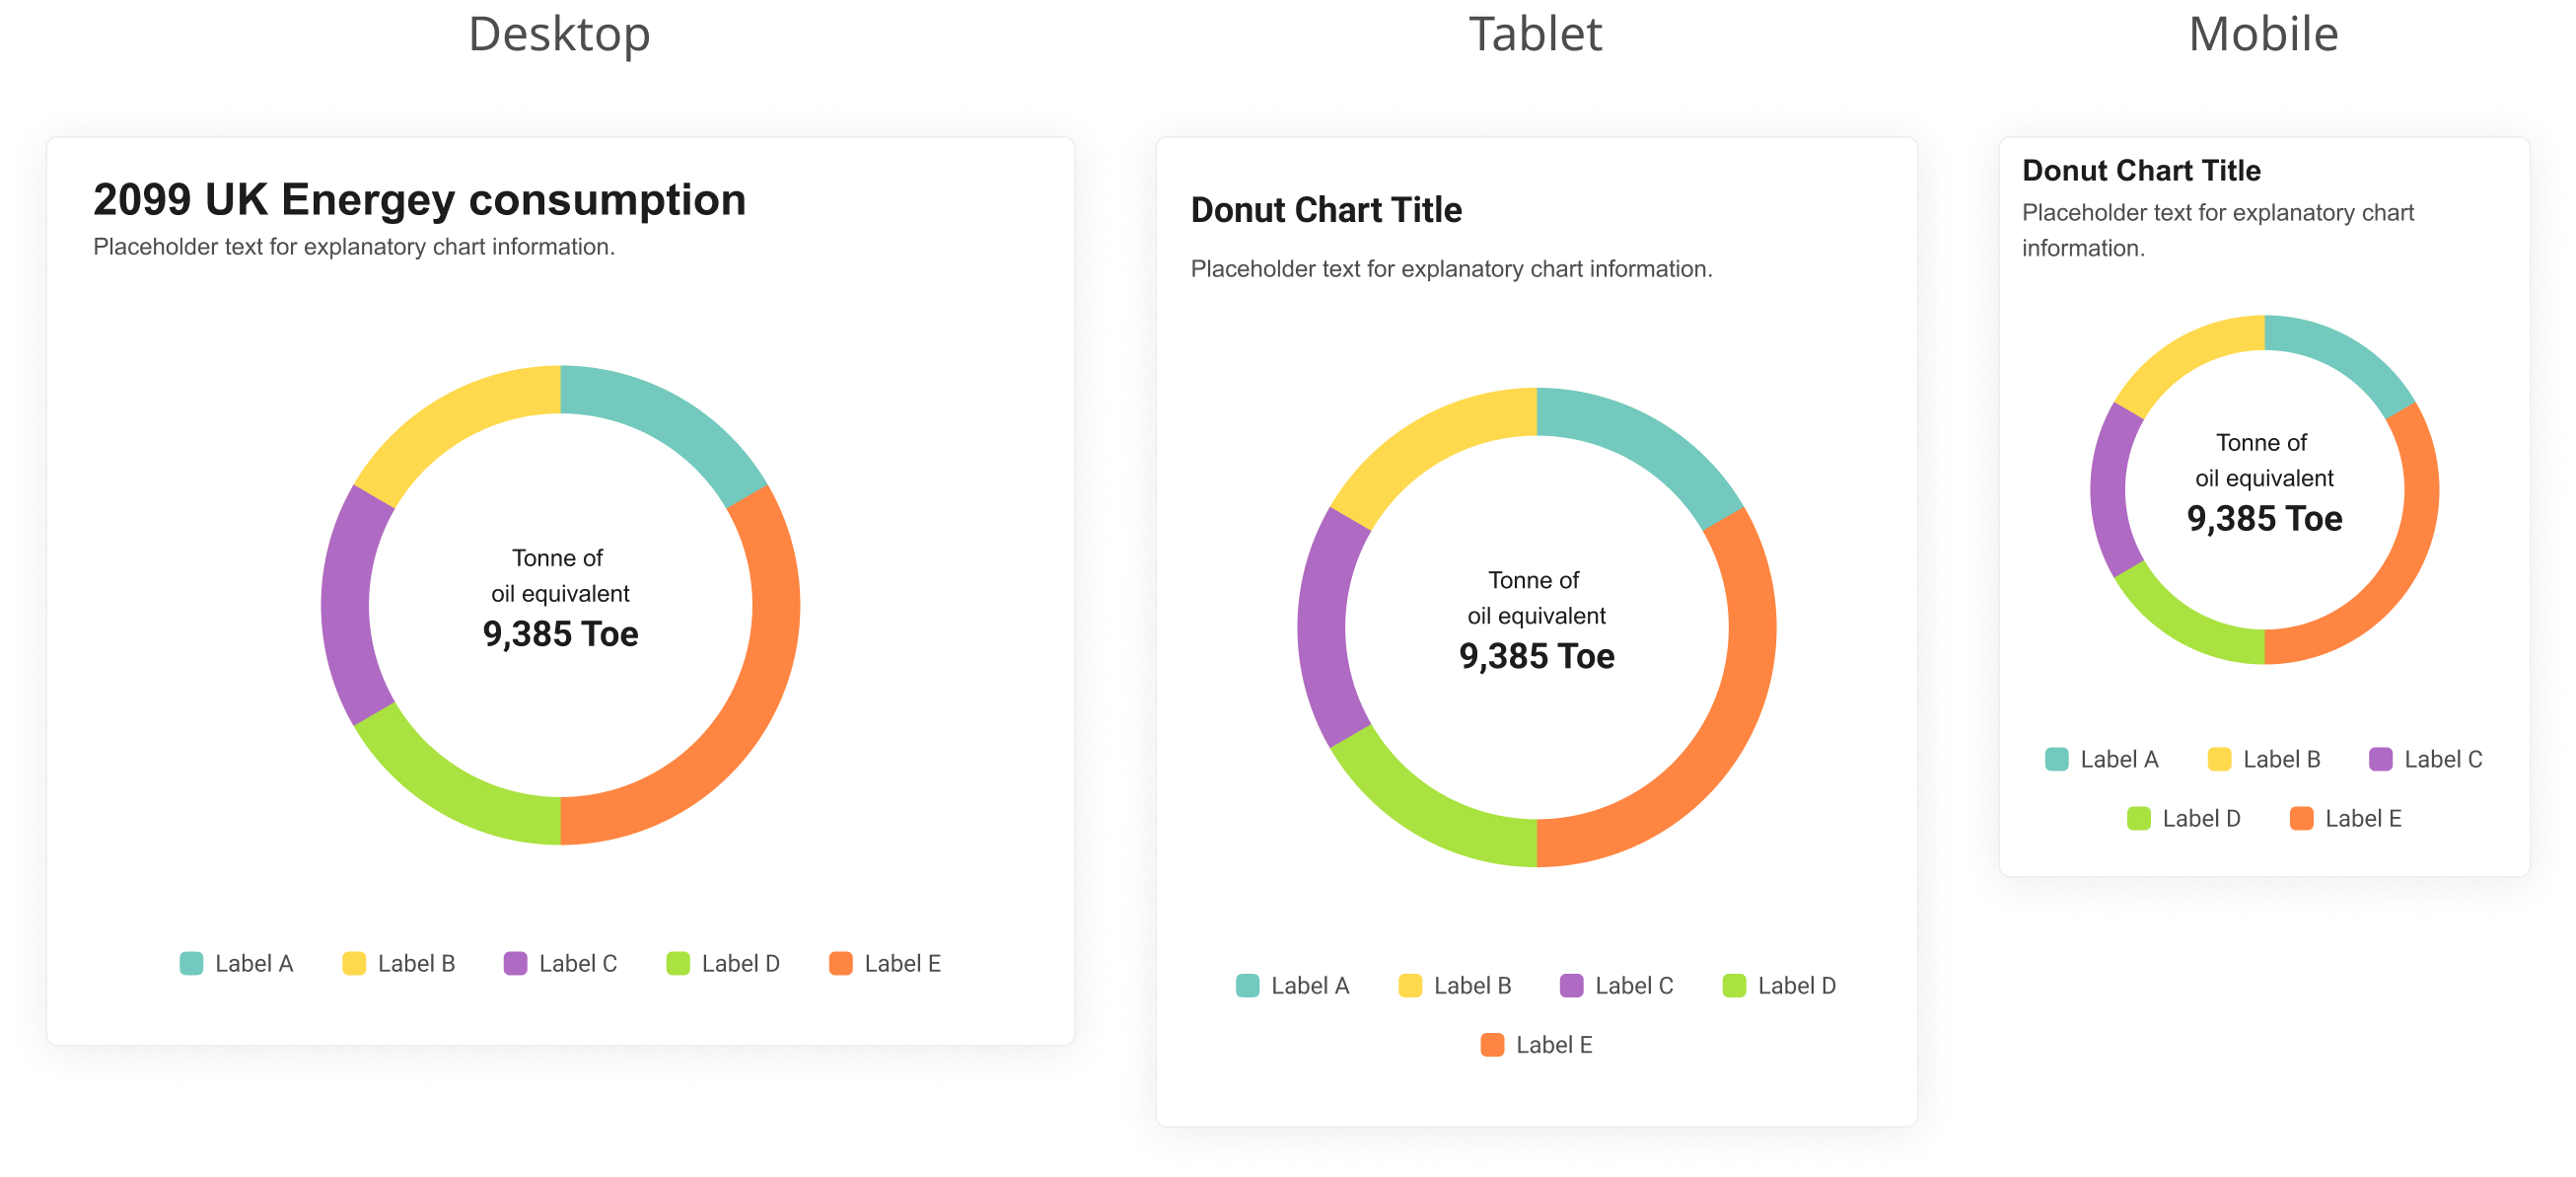 Desktop
Tablet
Mobile
2099 UK Energey consumption
Placeholder text for explanatory chart information.
Tonne of
oil equivalent
9,385 Toe
Label A
Label B
Label C
Label D
Label E
Donut Chart Title
Placeholder text for explanatory chart information.
Tonne of
oil equivalent
9,385 Toe
Label A
Label B
Label C
Label D
Label E
Donut Chart Title
Placeholder text for explanatory chart
information.
Tonne of
oil equivalent
9,385 Toe
Label A
Label B
Label C
Label D
Label E